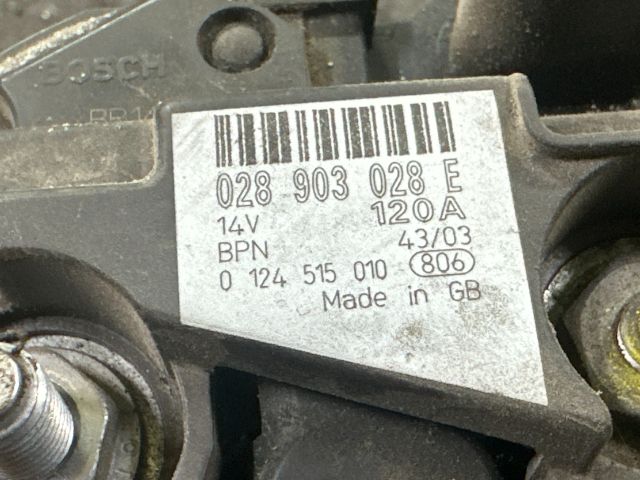 BOSCH
028 903 028 E
14V 120A
BPN 43/03
0 124 515 010 806
Made in GB